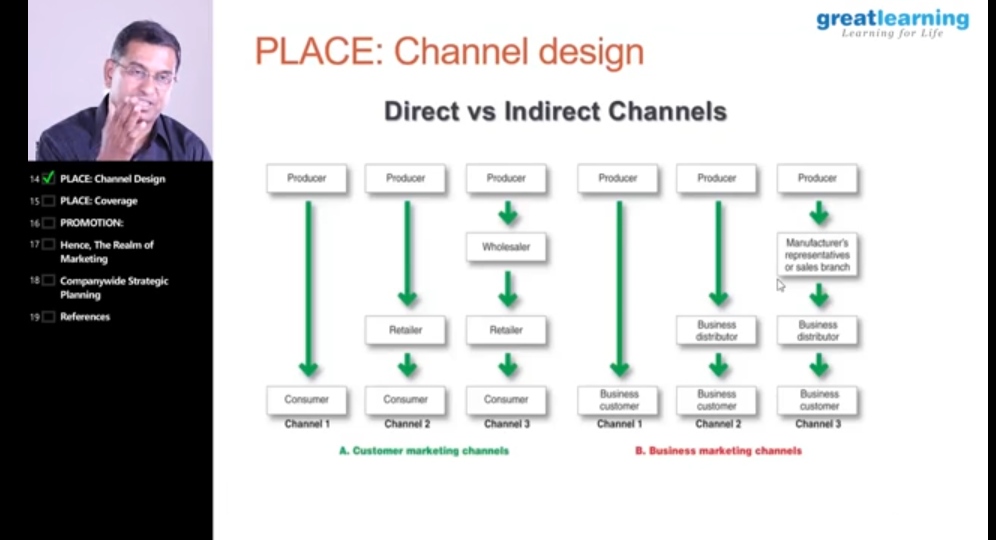 greatlearning
Learning for Life
PLACE: Channel design
Direct vs Indirect Channels
14 PLACE: Channel Design
15 PLACE: Coverage
16 PROMOTION:
17 Hence, The Realm of
Marketing
18 Companywide Strategic
Planning
19 References
Producer
Consumer
Channel 1
Producer
Retailer
Consumer
Channel 2
Producer
Wholesaler
Retailer
Consumer
Channel 3
A. Customer marketing channels
Producer
Business
customer
Channel 1
Producer
Business
distributor
Business
customer
Channel 2
Producer
Manufacturer's
representatives
or sales branch
Business
distributor
Business
customer
Channel 3
B. Business marketing channels